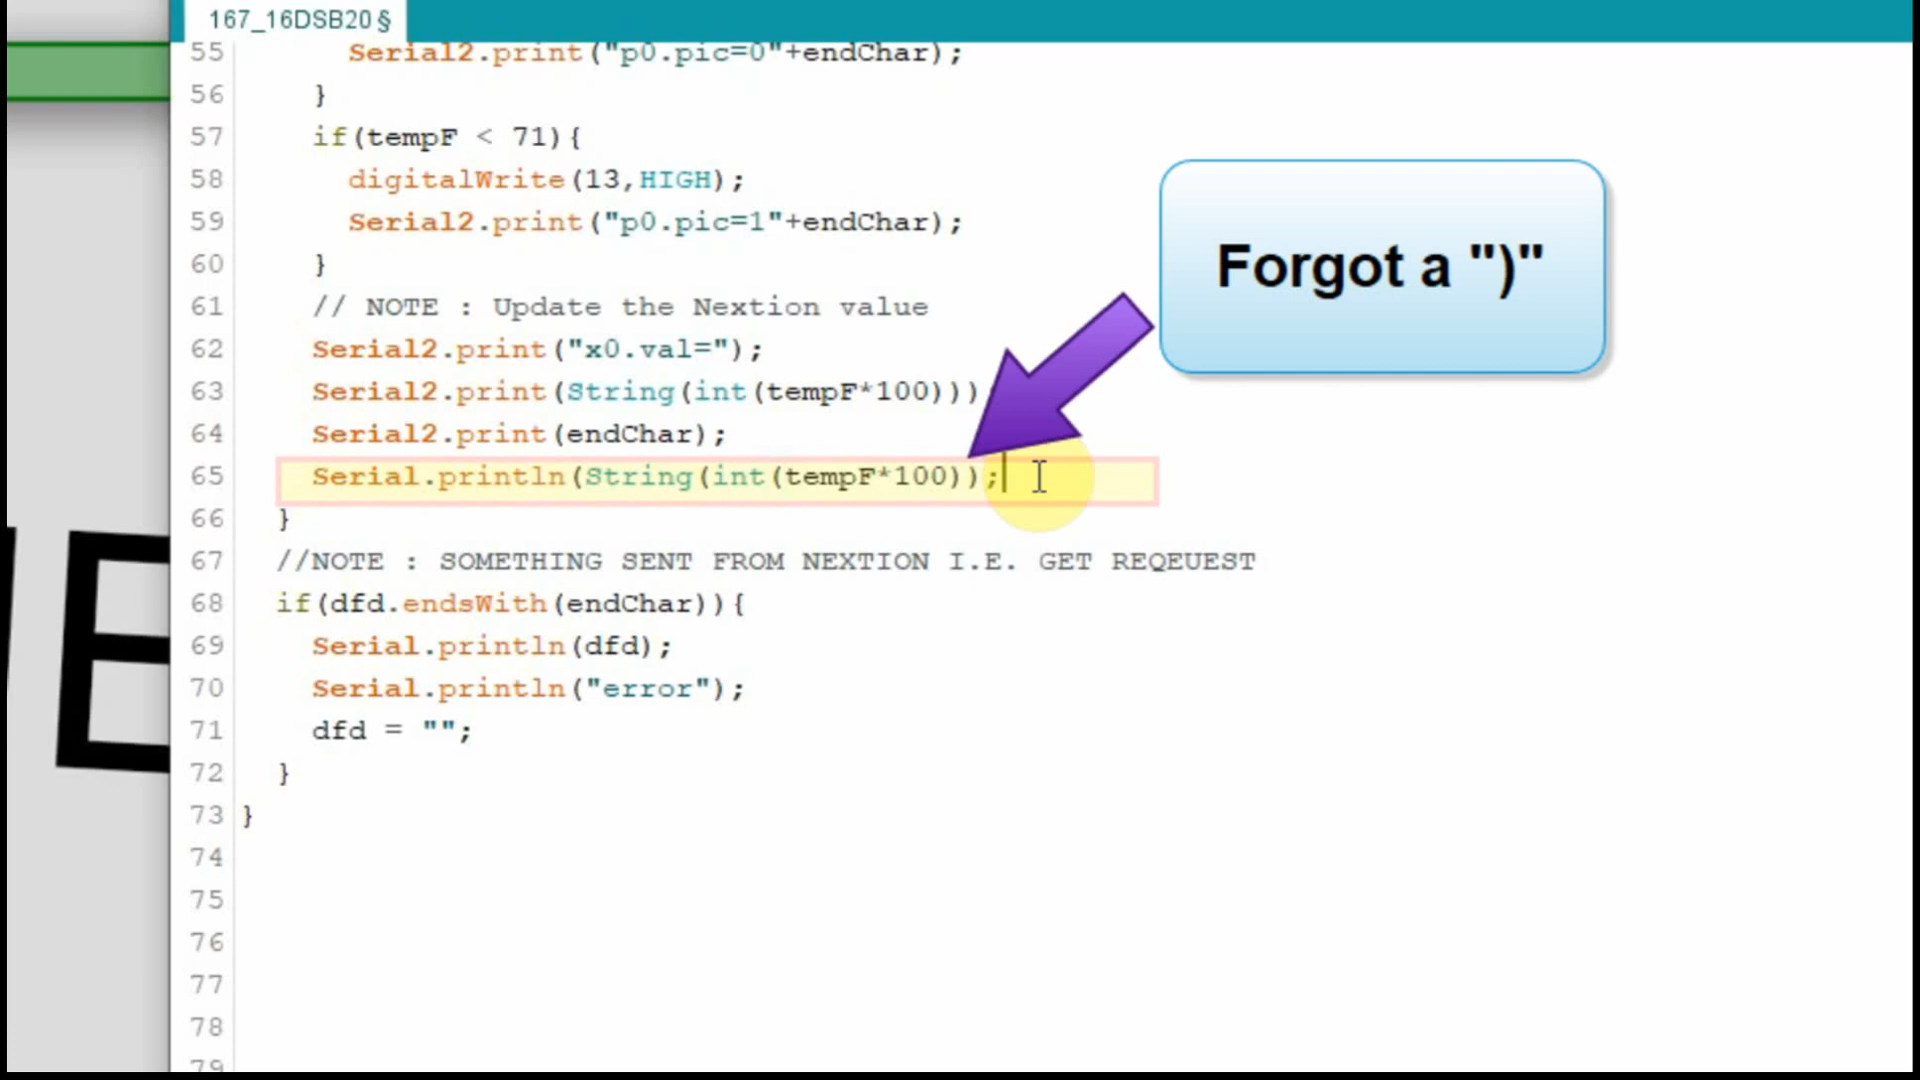 167_16DSB20 §
55 Serial2.print("p0.pic=0"+endChar);
56 }
57 if(tempF < 71){
58 digitalWrite(13,HIGH);
59 Serial2.print("p0.pic=1"+endChar);
60 }
61 // NOTE : Update the Nextion value
62 Serial2.print("x0.val=");
63 Serial2.print(String(int(tempF*100)))
64 Serial2.print(endChar);
65 Serial.println(String(int(tempF*100));
66 }
67 //NOTE : SOMETHING SENT FROM NEXTION I.E. GET REQEUEST
68 if(dfd.endsWith(endChar)){
69 Serial.println(dfd);
70 Serial.println("error");
71 dfd = "";
72 }
73 }
74
75
76
77
78
79
Forgot a ")"
E